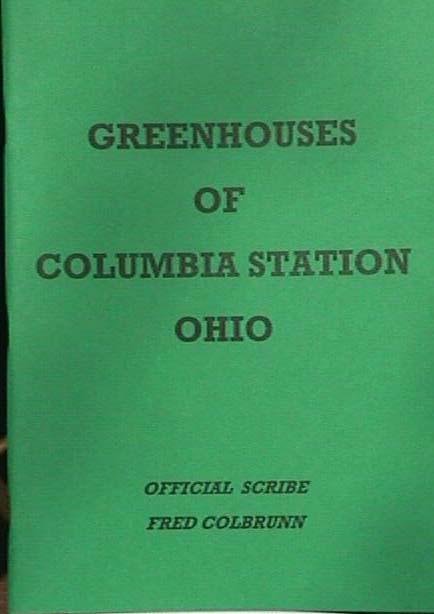 GREENHOUSES
OF
COLUMBIA STATION
OHIO
OFFICIAL SCRIBE
FRED COLBRUNN